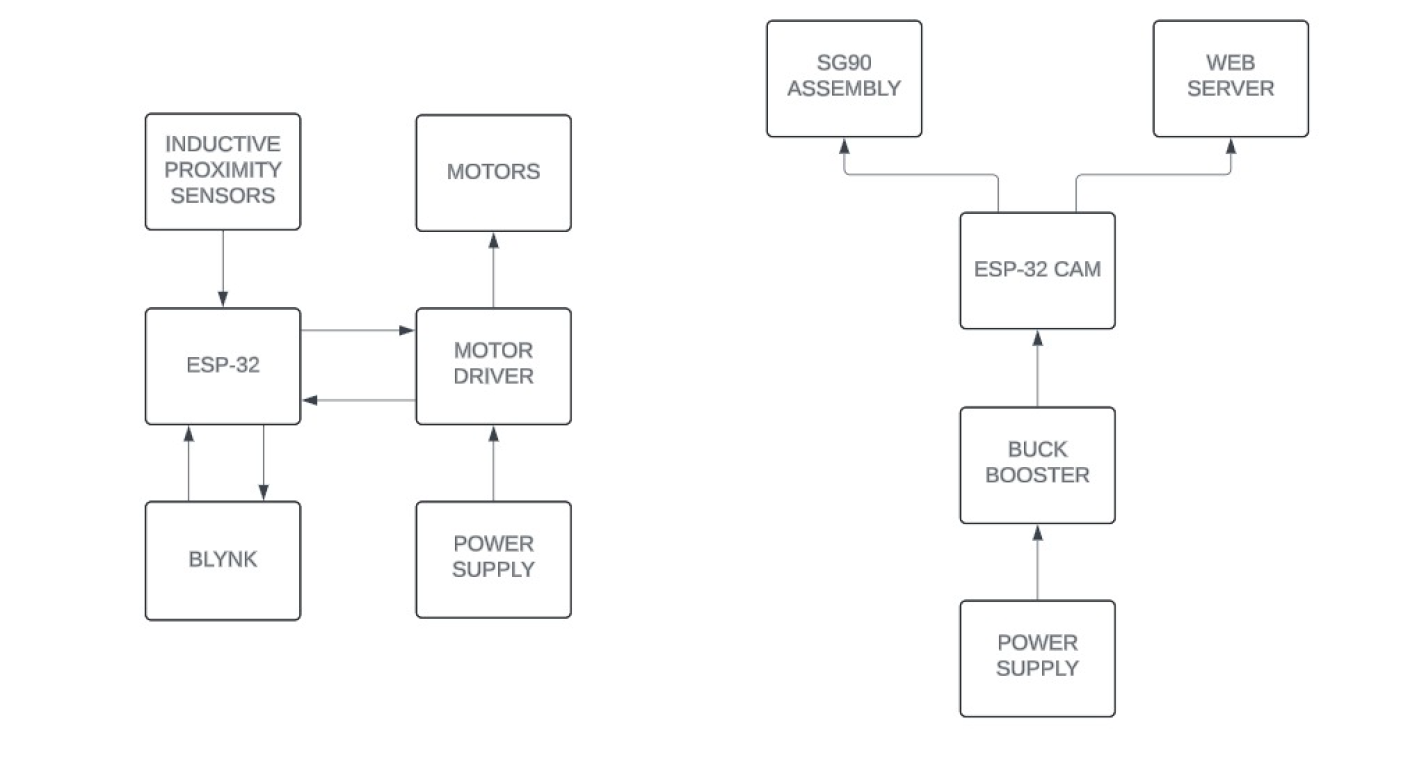 INDUCTIVE
PROXIMITY
SENSORS
MOTORS
ESP-32
MOTOR
DRIVER
BLYNK
POWER
SUPPLY
SG90
ASSEMBLY
WEB
SERVER
ESP-32 CAM
BUCK
BOOSTER
POWER
SUPPLY